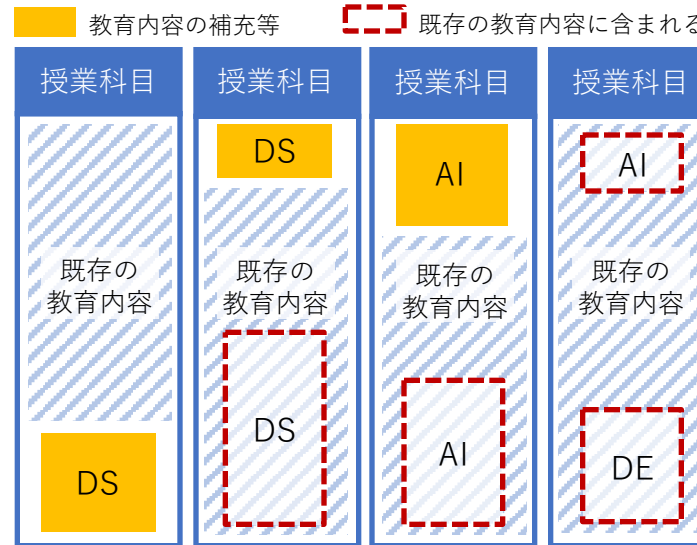 教育内容の補充等
既存の教育内容に含まれる
授業科目
授業科目
授業科目
授業科目
DS
AI
AI
既存の
教育内容
既存の
教育内容
既存の
教育内容
既存の
教育内容
DS
DS
AI
DE